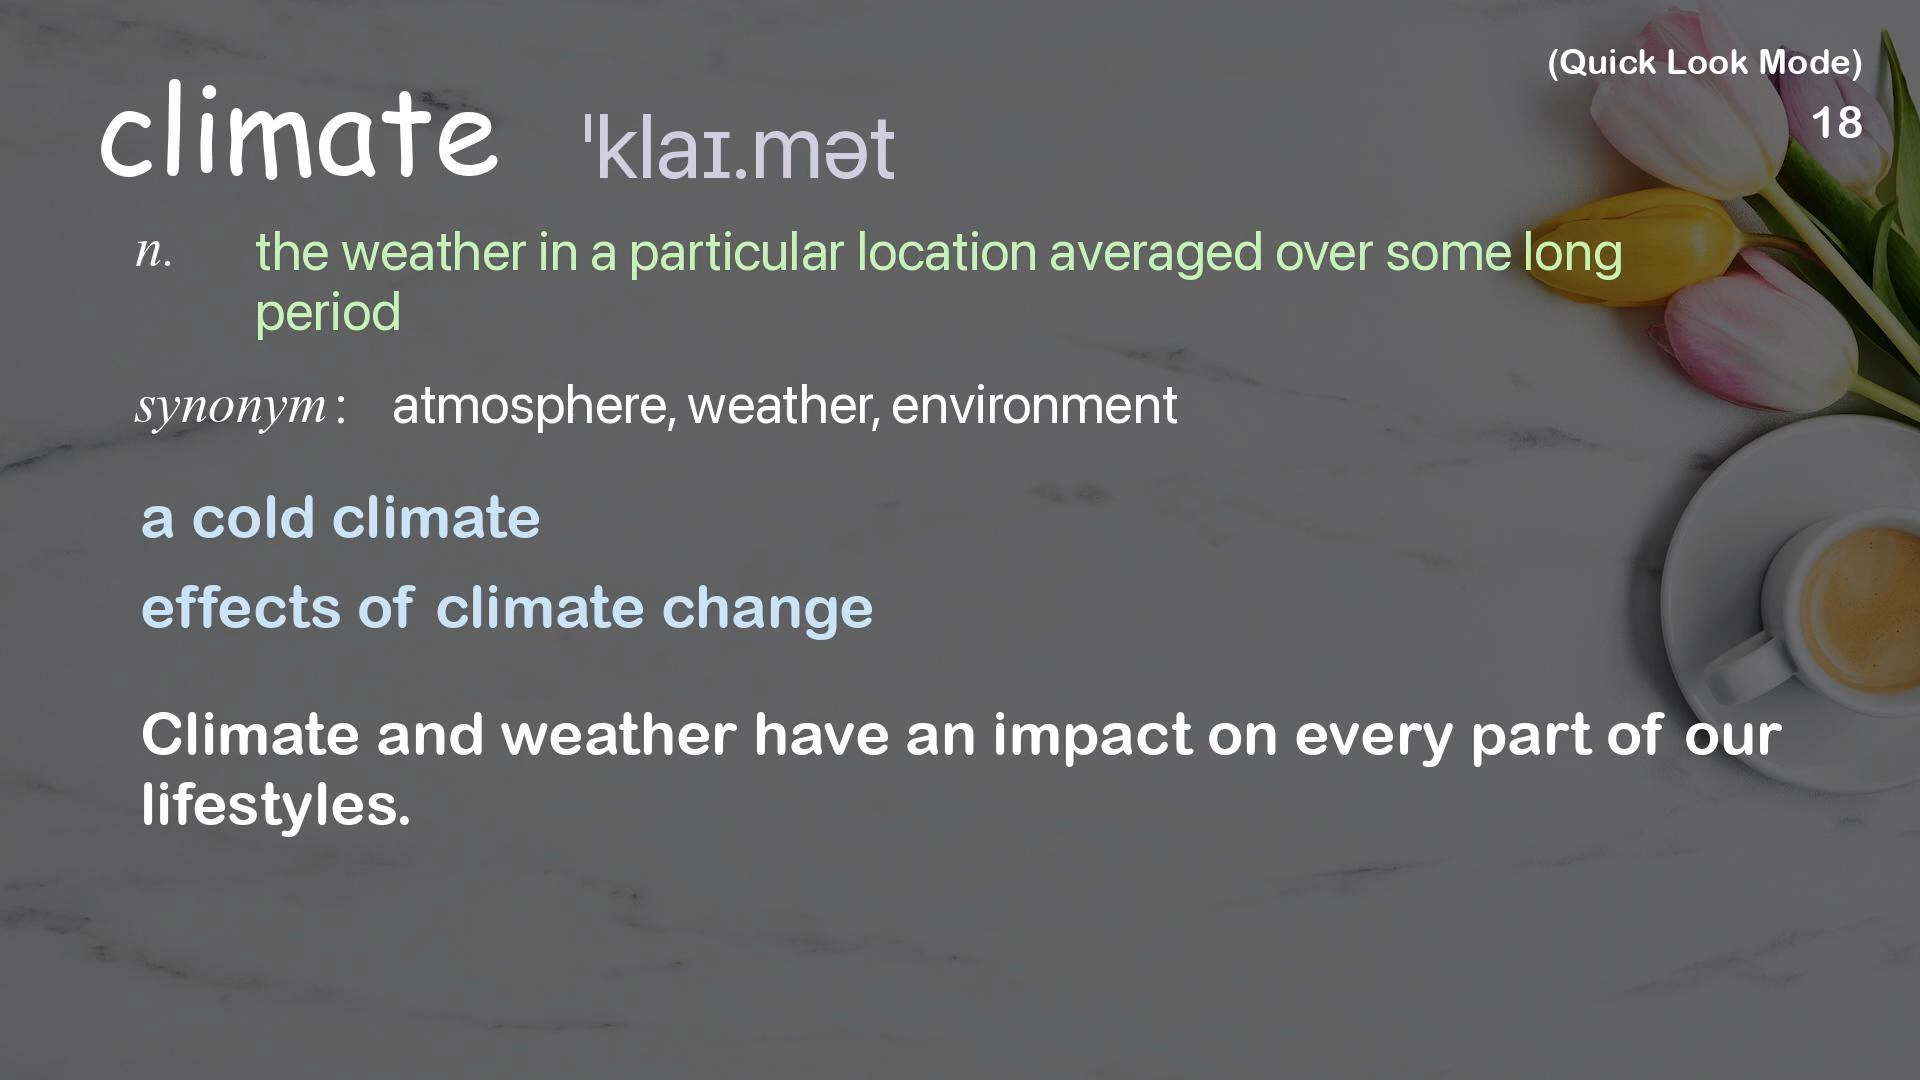 (Quick Look Mode)
18
climate ˈklaɪ.mət
n. the weather in a particular location averaged over some long
period
synonym: atmosphere, weather, environment
a cold climate
effects of climate change
Climate and weather have an impact on every part of our
lifestyles.